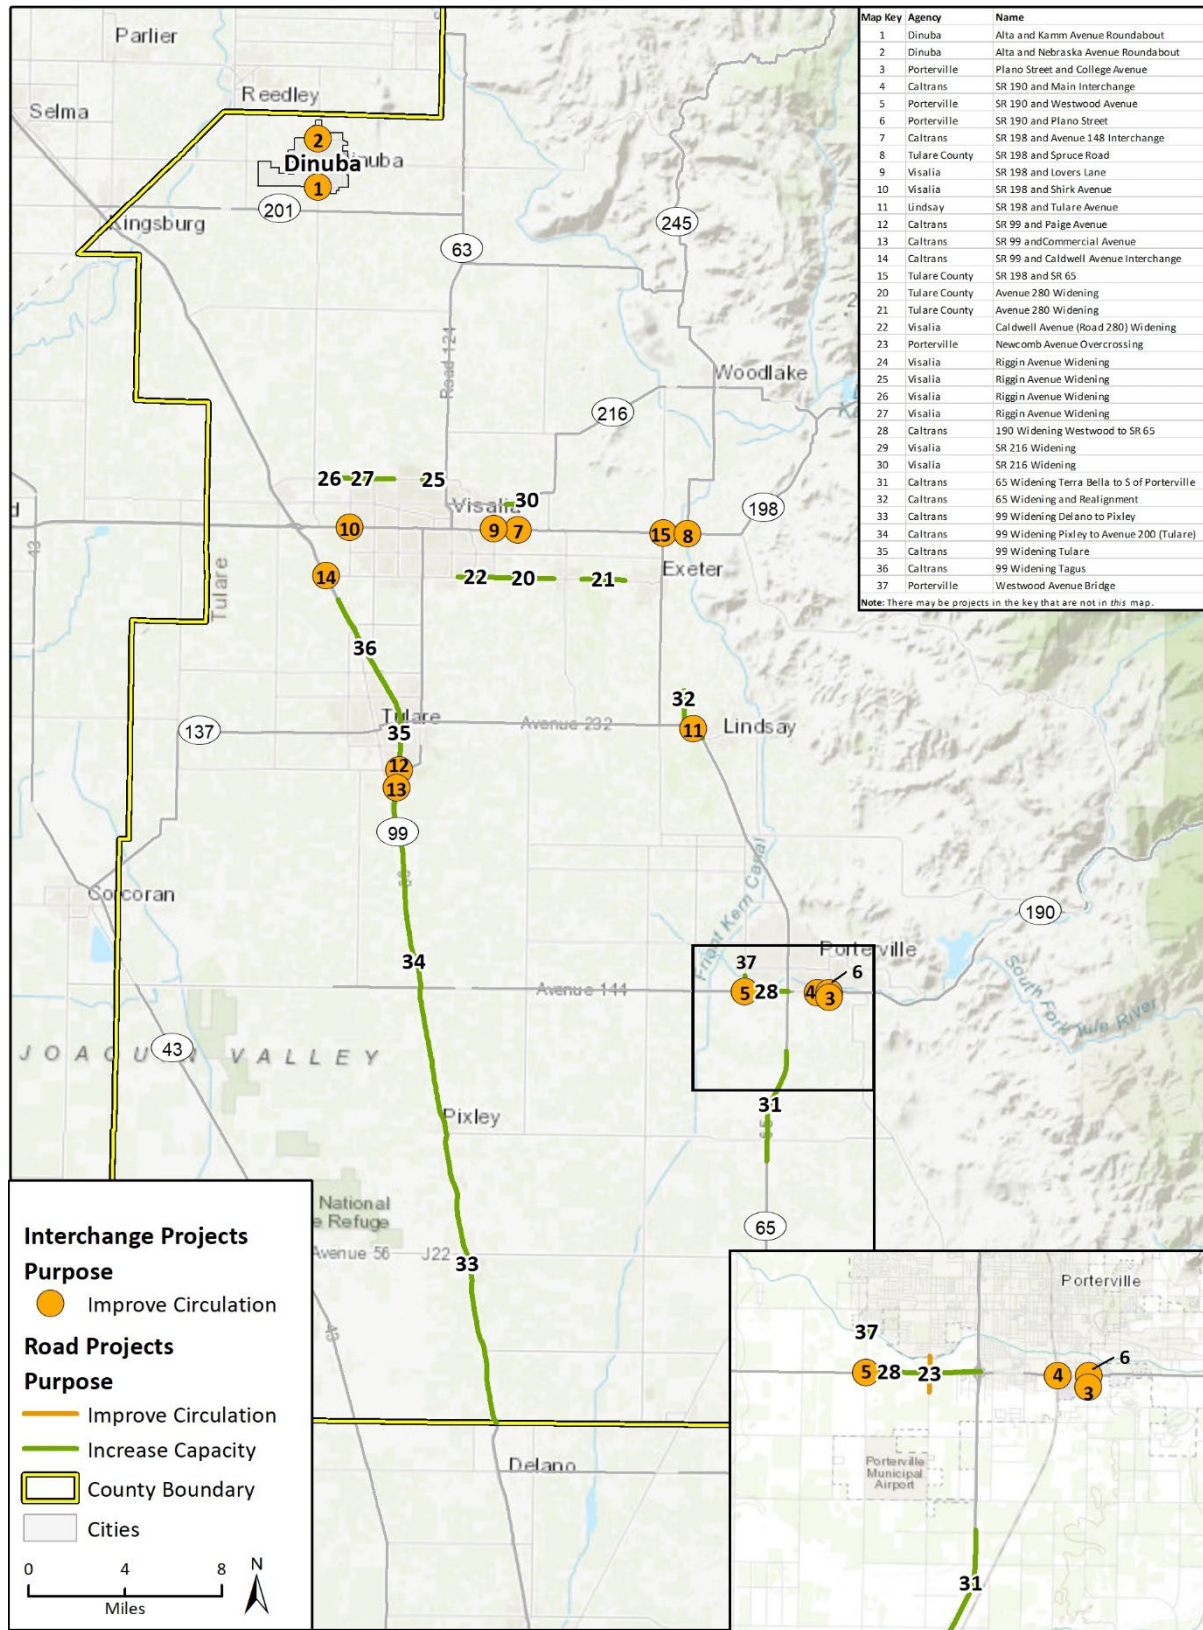 Map Key Agency Name
1 Dinuba Alta and Kamm Avenue Roundabout
2 Dinuba Alta and Nebraska Avenue Roundabout
3 Porterville Plano Street and College Avenue
4 Caltrans SR 190 and Main Interchange
5 Porterville SR 190 and Westwood Avenue
6 Porterville SR 190 and Plano Street
7 Caltrans SR 198 and Avenue 148 Interchange
8 Tulare County SR 198 and Spruce Road
9 Visalia SR 198 and Lovers Lane
10 Visalia SR 198 and Shirk Avenue
11 Lindsay SR 198 and Tulare Avenue
12 Caltrans SR 99 and Paige Avenue
13 Caltrans SR 99 andCommercial Avenue
14 Caltrans SR 99 and Caldwell Avenue Interchange
15 Tulare County SR 198 and SR 65
20 Tulare County Avenue 280 Widening
21 Tulare County Avenue 280 Widening
22 Visalia Caldwell Avenue (Road 280) Widening
23 Porterville Newcomb Avenue Overcrossing
24 Visalia Riggin Avenue Widening
25 Visalia Riggin Avenue Widening
26 Visalia Riggin Avenue Widening
27 Visalia Riggin Avenue Widening
28 Caltrans 190 Widening Westwood to SR 65
29 Visalia SR 216 Widening
30 Visalia SR 216 Widening
31 Caltrans 65 Widening Terra Bella to S of Porterville
32 Caltrans 65 Widening and Realignment
33 Caltrans 99 Widening Delano to Pixley
34 Caltrans 99 Widening Pixley to Avenue 200 (Tulare)
35 Caltrans 99 Widening Tulare
36 Caltrans 99 Widening Tagus
37 Porterville Westwood Avenue Bridge
Note: There may be projects in the key that are not in this map.
Parlier
Reedley
Selma
2
Dinuba
1
201
Kingsburg
245
63
Road 124
Woodlake
216
26 27 25
Visalia
30
198
10
9 7
15 8
43
14
Exeter
22 20 21
Tulare
36
32
Tulare
137
Avenue 232
35
11
Lindsay
12
13
99
99
Friant Kern Canal
Corcoran
190
Porterville
34
37
6
Avenue 144
5 28
4
3
South Fork Tule River
43
JOAQUIN VALLEY
31
65
Pixley
National
Refuge
65
Avenue 56 J22
33
43
Delano
Interchange Projects
Purpose
Improve Circulation
Road Projects
Purpose
Improve Circulation
Increase Capacity
County Boundary
Cities
0 4 8
Miles
N
Porterville
37
6
5 28 23
4
3
Porterville
Municipal
Airport
31